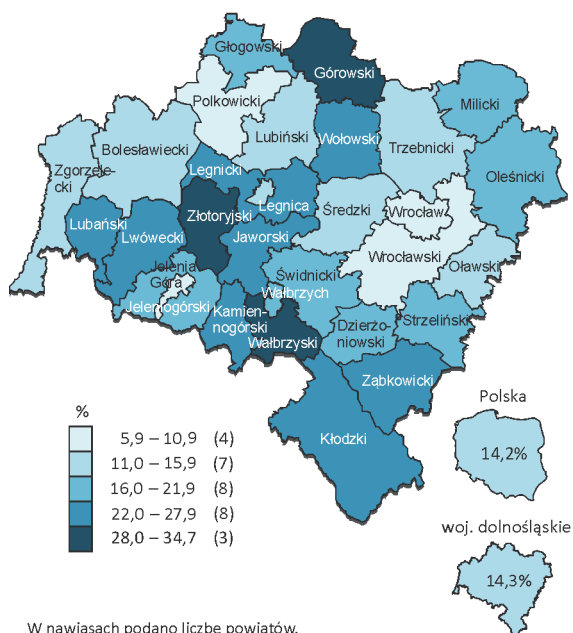 Głogowski
Górowski
Polkowicki
Milicki
Lubiński
Wołowski
Bolesławiecki
Trzebnicki
Zgorzele-
cki
Legnicki
Oleśnicki
Legnica
Średzki
Wrocław
Złotoryjski
Lubański
Lwówecki
Jaworski
Wrocławski
Jelenia
Góra
Świdnicki
Oławski
Wałbrzych
Jeleniogórski
Kamien-
nogórski
Dzierżo-
niowski
Strzeliński
Wałbrzyski
Ząbkowicki
Kłodzki
%
5,9 – 10,9 (4)
11,0 – 15,9 (7)
16,0 – 21,9 (8)
22,0 – 27,9 (8)
28,0 – 34,7 (3)
Polska
14,2%
woj. dolnośląskie
14,3%
W nawiasach podano liczbę powiatów.